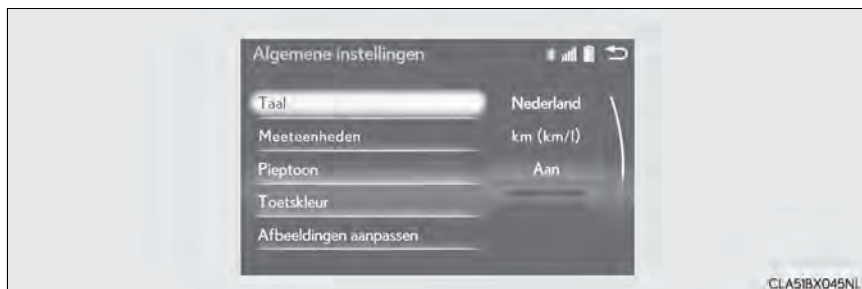 Algemene instellingen
Taal Nederland
Meeteenheden km (km/l)
Pieptoon Aan
Toetskleur
Afbeeldingen aanpassen
CLA51BX045NL